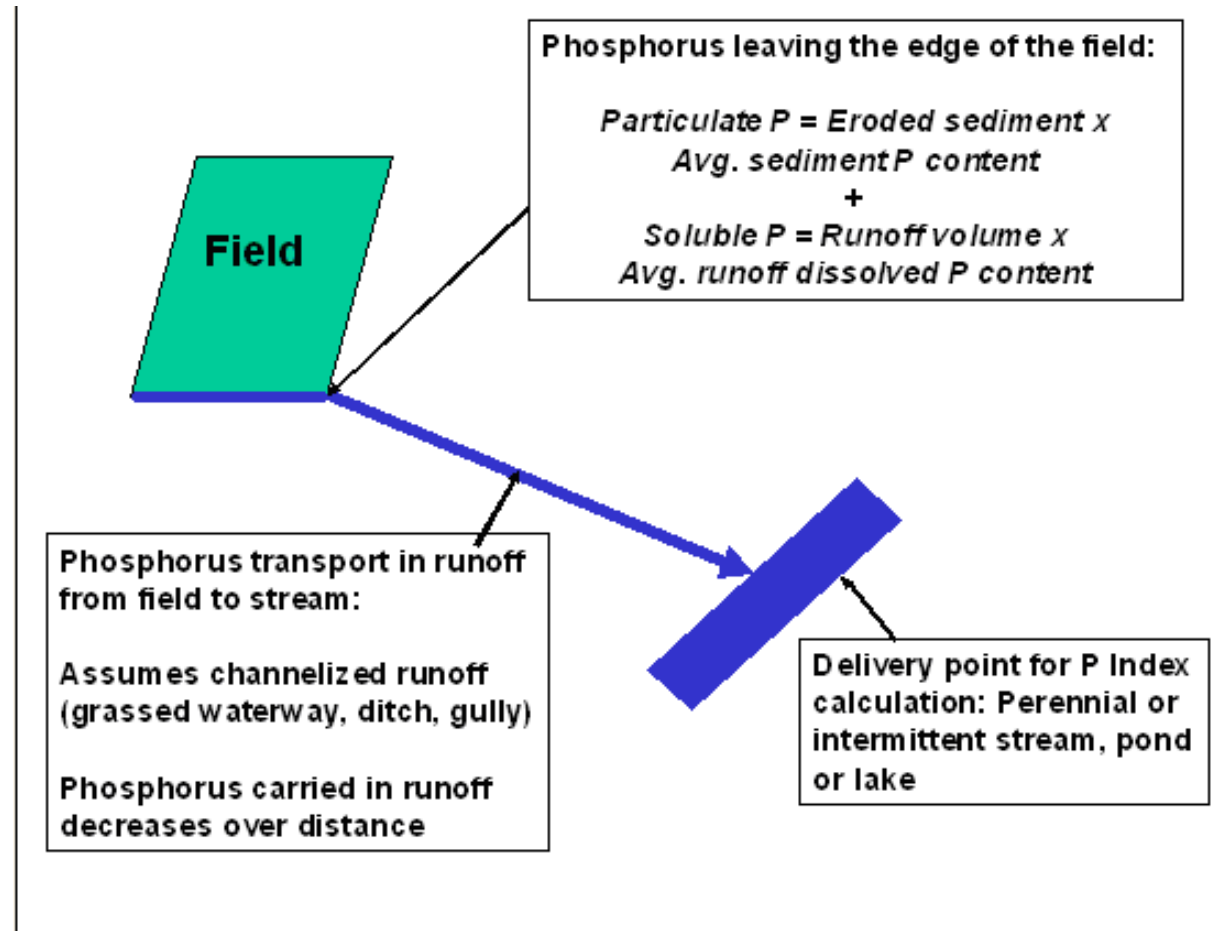 Phosphorus leaving the edge of the field:
Particulate P = Eroded sediment x
Avg. sediment P content
+
Soluble P = Runoff volume x
Avg. runoff dissolved P content
Field
Phosphorus transport in runoff
from field to stream:
Assumes channelized runoff
(grassed waterway, ditch, gully)
Phosphorus carried in runoff
decreases over distance
Delivery point for P Index
calculation: Perennial or
intermittent stream, pond
or lake